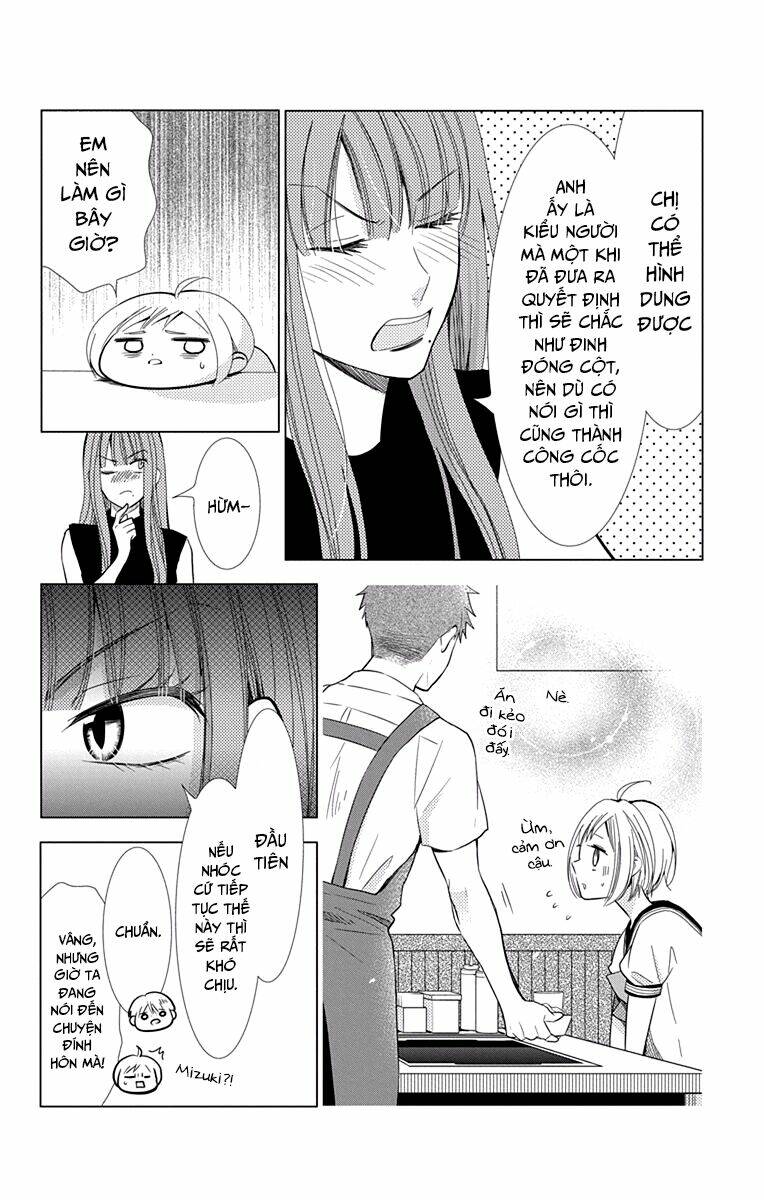 CHỊ
CÓ
THỂ
HÌNH
DUNG
ĐƯỢC
ANH
ẤY LÀ
KIỂU NGƯỜI
MÀ MỘT KHI
ĐÃ ĐƯA RA
QUYẾT ĐỊNH
THÌ SẼ CHẮC
NHƯ ĐINH
ĐÓNG CỘT,
NÊN DÙ CÓ
NÓI GÌ THÌ
CŨNG THÀNH
CÔNG CỐC
THÔI.
EM
NÊN
LÀM GÌ
BÂY
GIỜ?
HỪM~
Nè.
Ăn
đi kẻo
đói
đấy.
Ừm,
cảm ơn
cậu.
ĐẦU
TIÊN
NẾU
NHÓC
CỨ TIẾP
TỤC THẾ
NÀY THÌ
SẼ RẤT
KHÓ
CHỊU.
CHUẨN.
VÂNG,
NHƯNG
GIỜ TA
ĐANG
NÓI ĐẾN
CHUYỆN
ĐÍNH
HÔN MÀ!
Mizuki?!